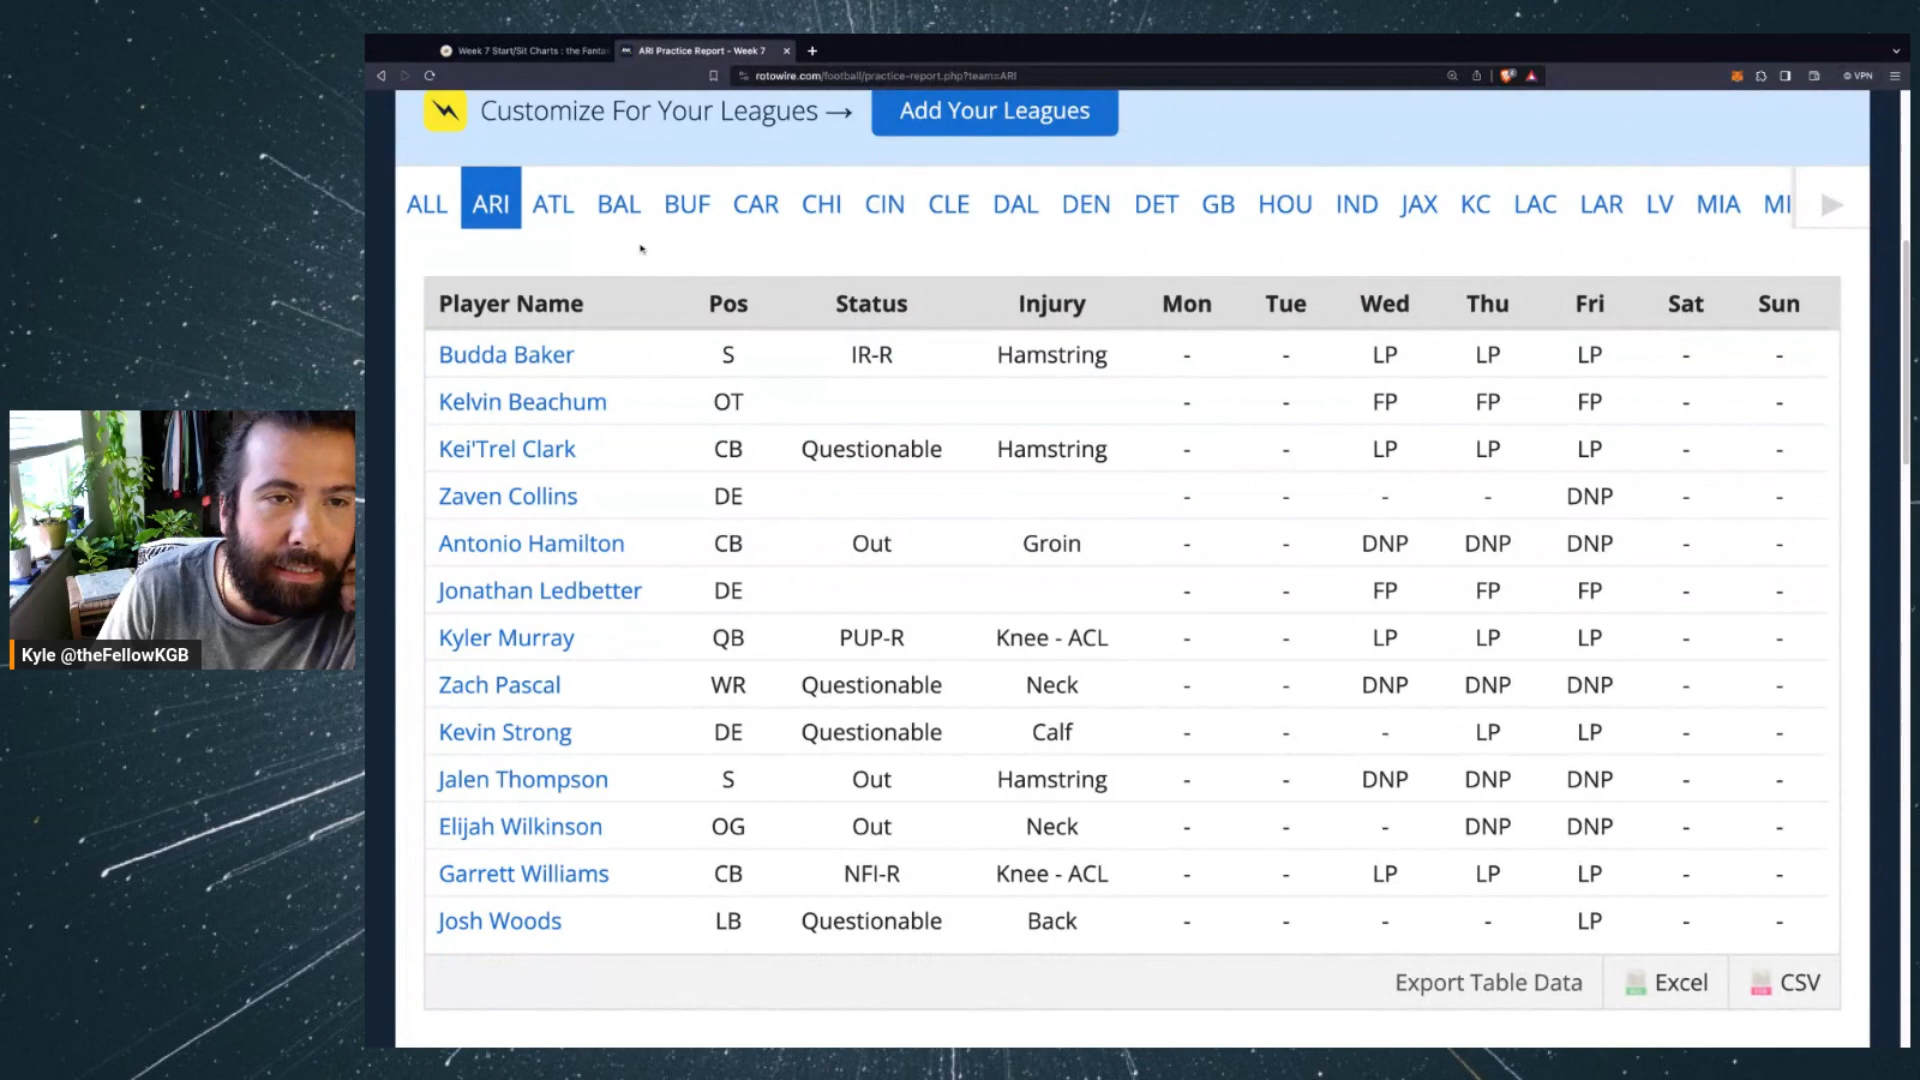 Week 7 Start/Sit Charts : the Fanta
ARI Practice Report - Week 7
rotowire.com/football/practice-report.php?team=ARI
VPN
Customize For Your Leagues → Add Your Leagues
ALL ARI ATL BAL BUF CAR CHI CIN CLE DAL DEN DET GB HOU IND JAX KC LAC LAR LV MIA MI
Player Name Pos Status Injury Mon Tue Wed Thu Fri Sat Sun
Budda Baker S IR-R Hamstring - - LP LP LP - -
Kelvin Beachum OT - - FP FP FP - -
Kei'Trel Clark CB Questionable Hamstring - - LP LP LP - -
Zaven Collins DE - - - - DNP - -
Antonio Hamilton CB Out Groin - - DNP DNP DNP - -
Jonathan Ledbetter DE - - FP FP FP - -
Kyler Murray QB PUP-R Knee - ACL - - LP LP LP - -
Zach Pascal WR Questionable Neck - - DNP DNP DNP - -
Kevin Strong DE Questionable Calf - - - LP LP - -
Jalen Thompson S Out Hamstring - - DNP DNP DNP - -
Elijah Wilkinson OG Out Neck - - - DNP DNP - -
Garrett Williams CB NFI-R Knee - ACL - - LP LP LP - -
Josh Woods LB Questionable Back - - - - LP - -
Export Table Data Excel CSV
Kyle @theFellowKGB